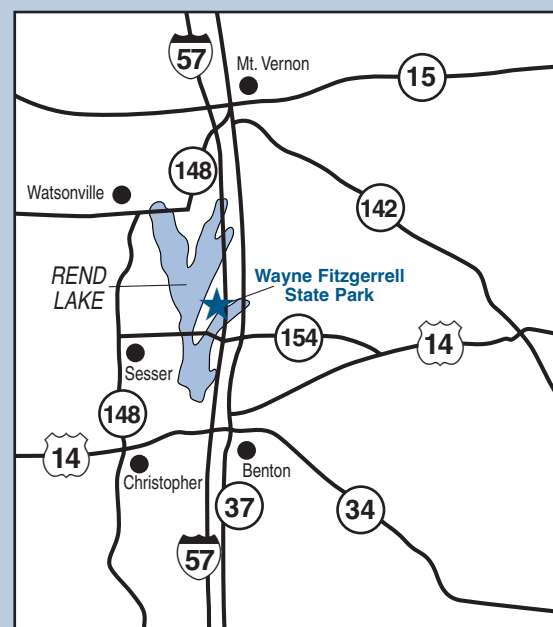 57
Mt. Vernon
15
148
Watsonville
142
REND
LAKE
Wayne Fitzgerrell
State Park
154
14
Sesser
148
14
Christopher
Benton
37
34
57